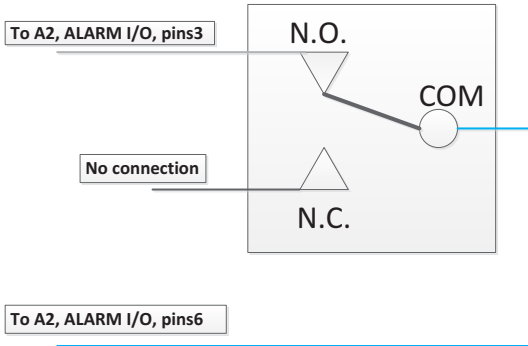 To A2, ALARM I/O, pins3
N.O.
COM
No connection
N.C.
To A2, ALARM I/O, pins6